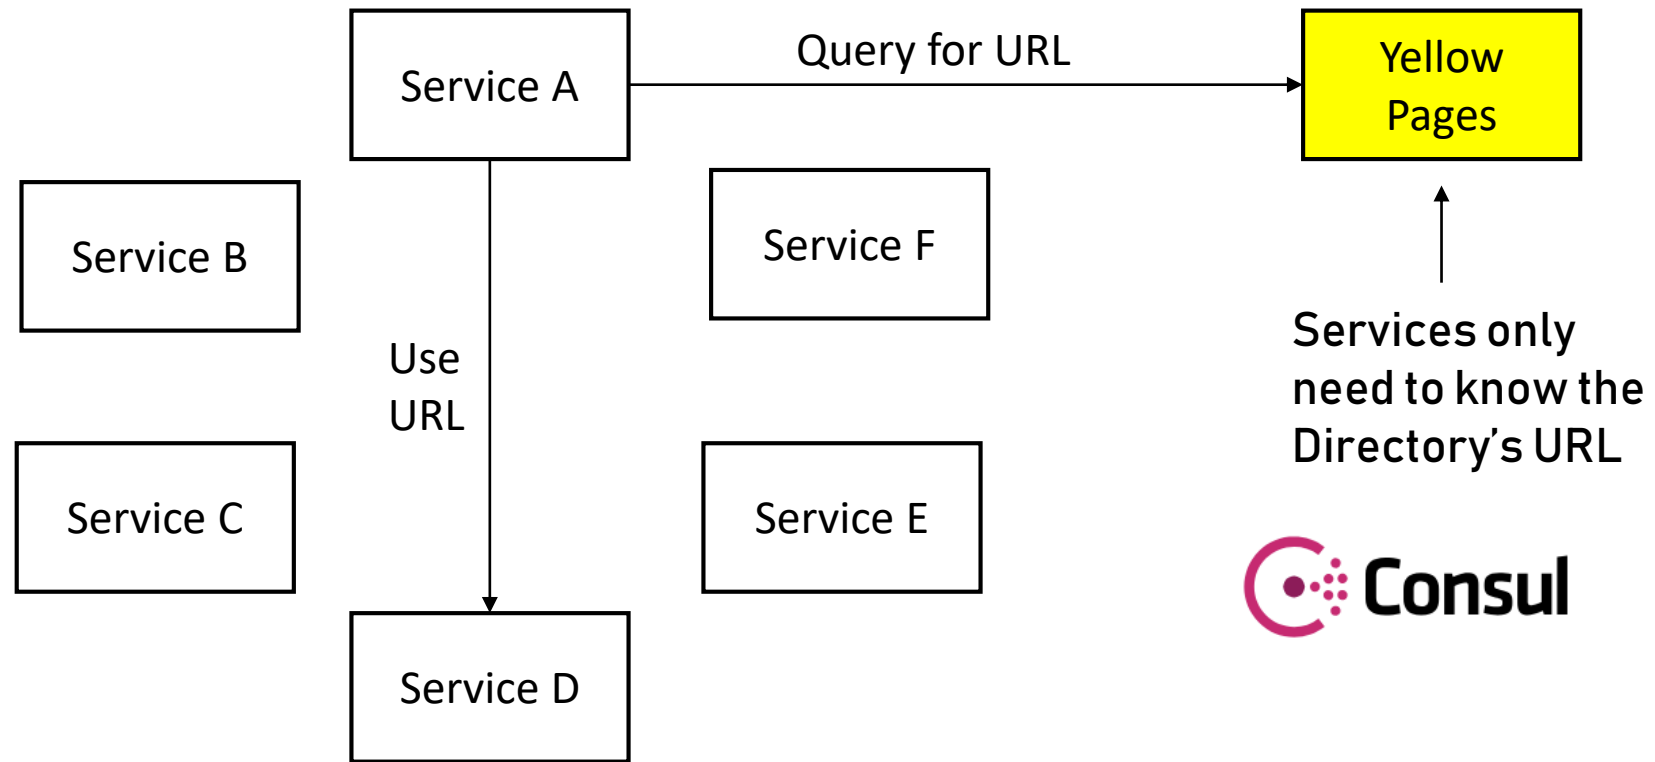 Service A
Query for URL
Yellow
Pages
Service B
Service F
Use
URL
Services only
need to know the
Directory's URL
Service C
Service E
Consul
Service D